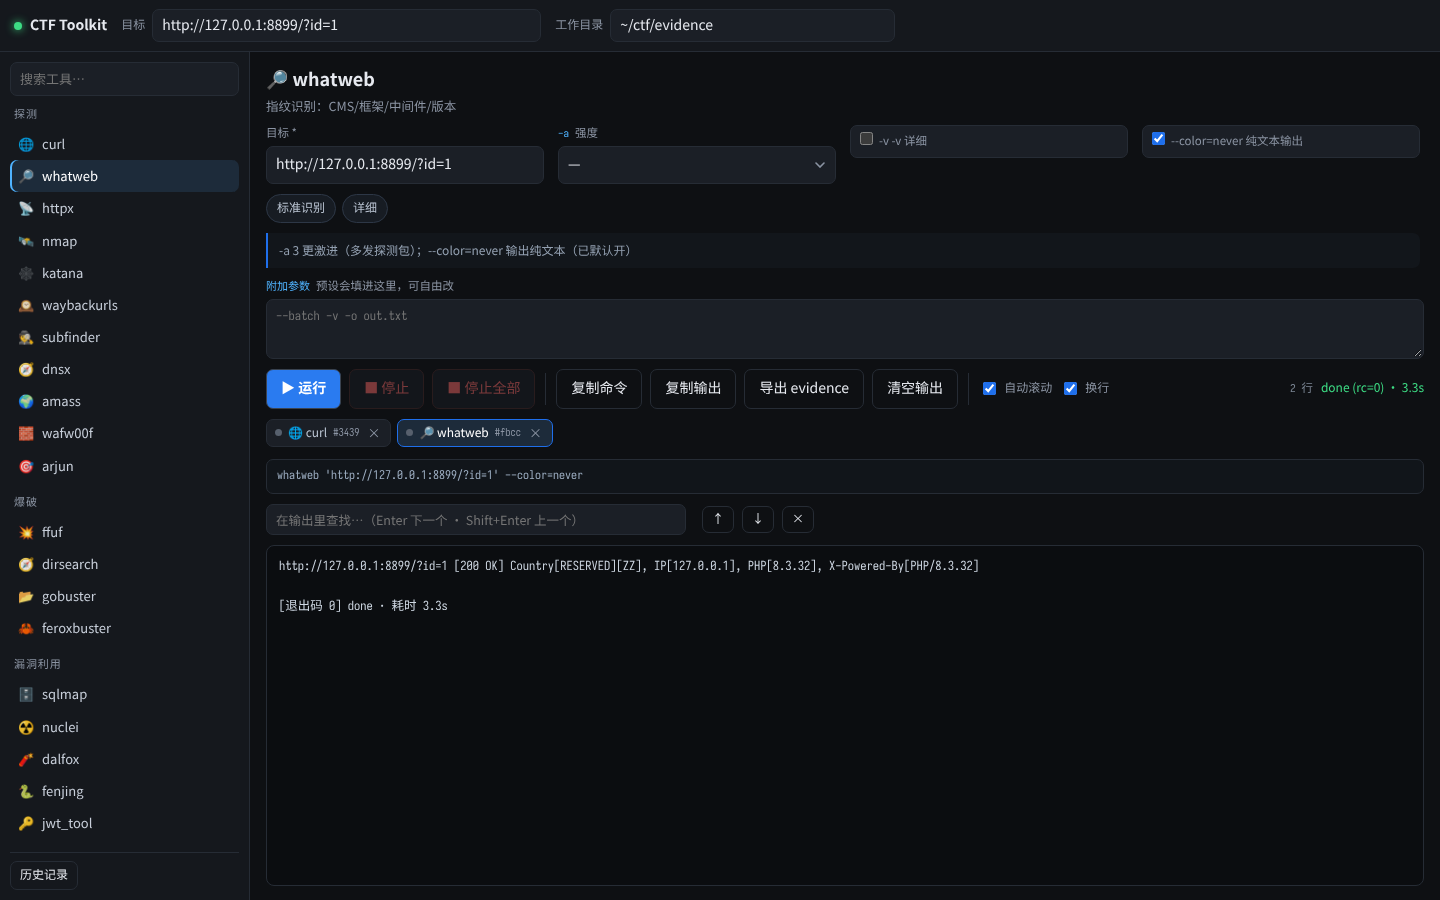 CTF Toolkit 目标 http://127.0.0.1:8899/?id=1 工作目录 ~/ctf/evidence
搜索工具…
探测
curl
whatweb
httpx
nmap
katana
waybackurls
subfinder
dnsx
amass
wafw00f
arjun
爆破
ffuf
dirsearch
gobuster
feroxbuster
漏洞利用
sqlmap
nuclei
dalfox
fenjing
jwt_tool
历史记录
whatweb
指纹识别：CMS/框架/中间件/版本
目标 * -a 强度 -v -v 详细 --color=never 纯文本输出
http://127.0.0.1:8899/?id=1 —
标准识别 详细
-a 3 更激进（多发探测包）；--color=never 输出纯文本（已默认开）
附加参数 预设会填进这里，可自由改
--batch -v -o out.txt
▶ 运行 ■ 停止 ■ 停止全部 复制命令 复制输出 导出 evidence 清空输出 自动滚动 换行 2 行 done (rc=0) · 3.3s
curl #3439 × whatweb #fbcc ×
whatweb 'http://127.0.0.1:8899/?id=1' --color=never
在输出里查找…（Enter 下一个 · Shift+Enter 上一个） ↑ ↓ ×
http://127.0.0.1:8899/?id=1 [200 OK] Country[RESERVED][ZZ], IP[127.0.0.1], PHP[8.3.32], X-Powered-By[PHP/8.3.32]
[退出码 0] done · 耗时 3.3s